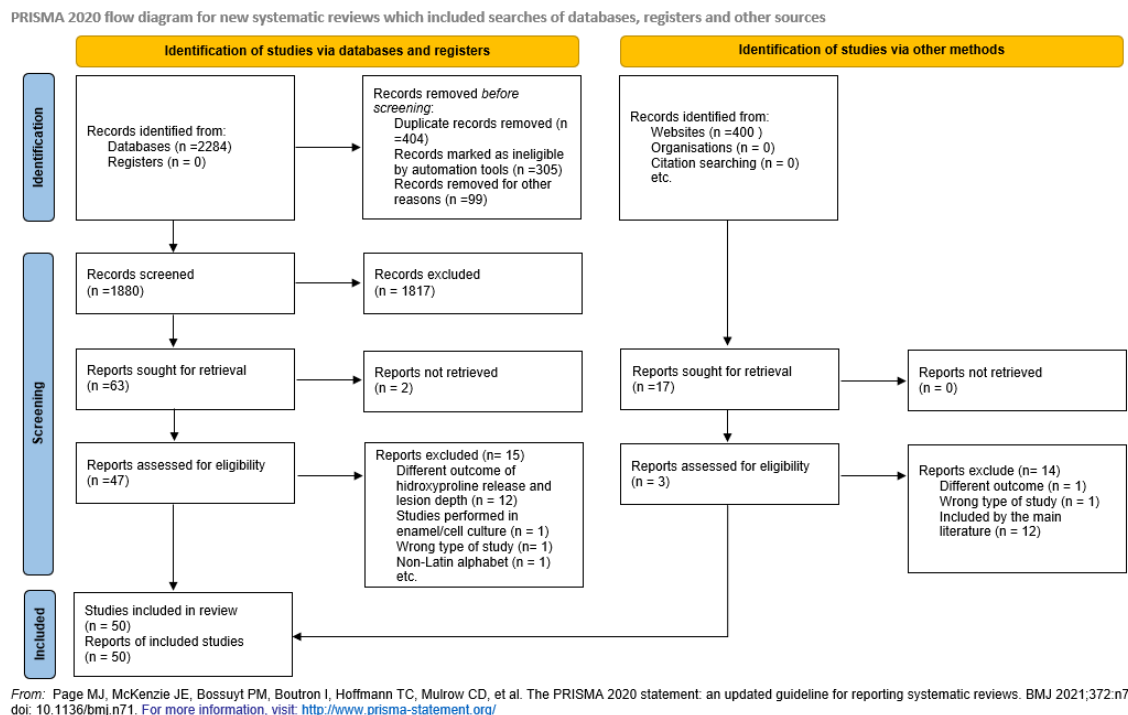 PRISMA 2020 flow diagram for new systematic reviews which included searches of databases, registers and other sources
Identification of studies via databases and registers
Identification of studies via other methods
Identification
Records identified from:
Databases (n =2284)
Registers (n = 0)
Records removed before
screening:
Duplicate records removed (n
=404)
Records marked as ineligible
by automation tools (n =305)
Records removed for other
reasons (n =99)
Records identified from:
Websites (n =400 )
Organisations (n = 0)
Citation searching (n = 0)
etc.
Screening
Records screened
(n =1880)
Records excluded
(n = 1817)
Reports sought for retrieval
(n =63)
Reports not retrieved
(n = 2)
Reports sought for retrieval
(n =17)
Reports not retrieved
(n = 0)
Reports assessed for eligibility
(n =47)
Reports excluded (n= 15)
Different outcome of
hidroxyproline release and
lesion depth (n = 12)
Studies performed in
enamel/cell culture (n = 1)
Wrong type of study (n= 1)
Non-Latin alphabet (n = 1)
etc.
Reports assessed for eligibility
(n = 3)
Reports exclude (n= 14)
Different outcome (n = 1)
Wrong type of study (n = 1)
Included by the main
literature (n = 12)
Included
Studies included in review
(n = 50)
Reports of included studies
(n = 50)
From: Page MJ, McKenzie JE, Bossuyt PM, Boutron I, Hoffmann TC, Mulrow CD, et al. The PRISMA 2020 statement: an updated guideline for reporting systematic reviews. BMJ 2021;372:n7
doi: 10.1136/bmj.n71. For more information, visit: http://www.prisma-statement.org/